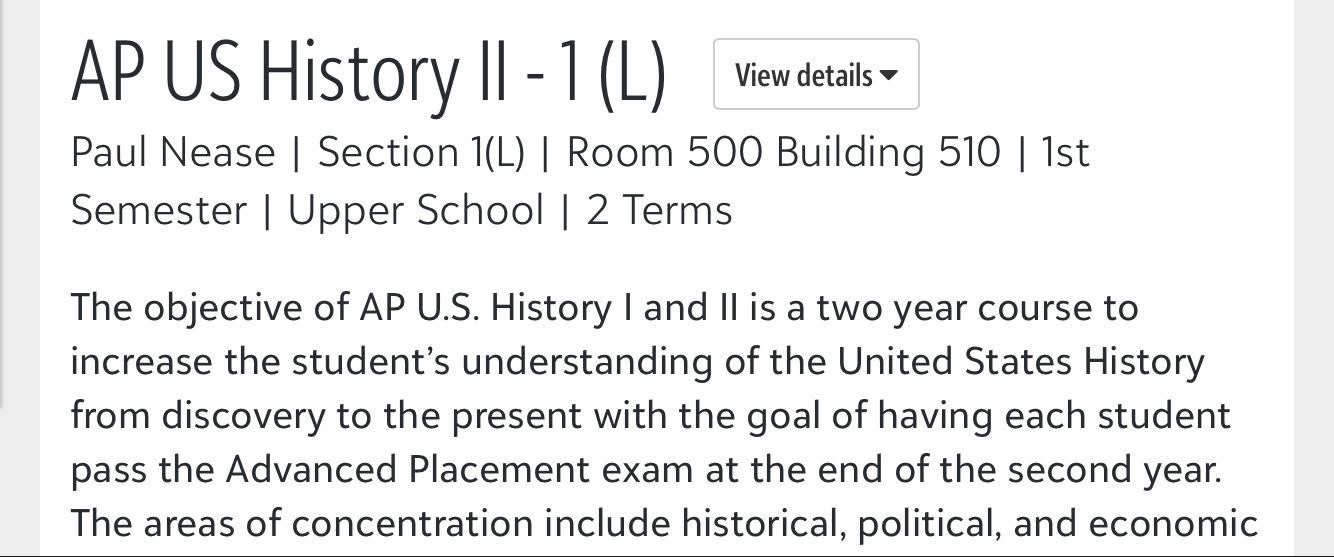 AP US History II - 1 (L)
View details
Paul Nease | Section 1(L) | Room 500 Building 510 | 1st
Semester | Upper School | 2 Terms
The objective of AP U.S. History I and II is a two year course to
increase the student’s understanding of the United States History
from discovery to the present with the goal of having each student
pass the Advanced Placement exam at the end of the second year.
The areas of concentration include historical, political, and economic